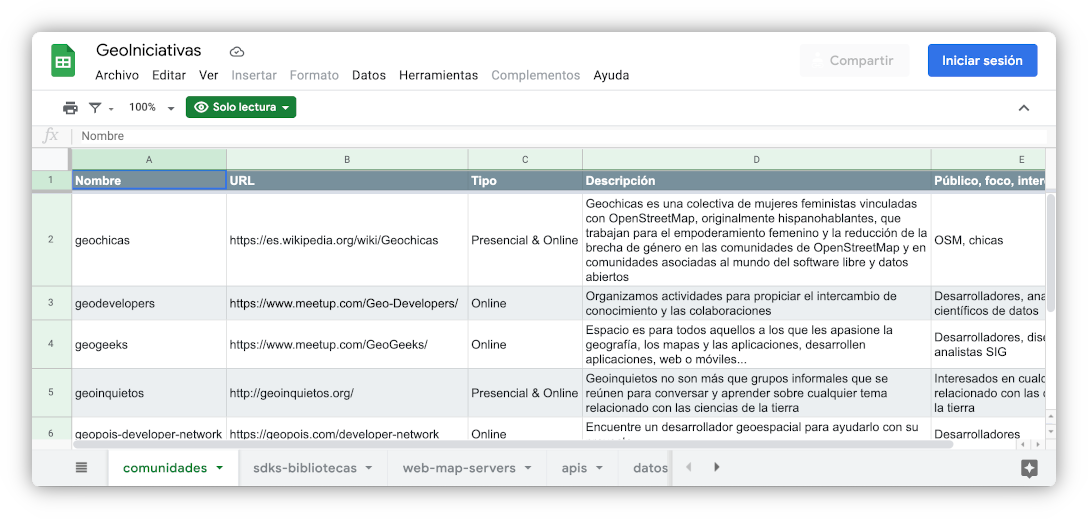 GeoIniciativas
Archivo Editar Ver Insertar Formato Datos Herramientas Complementos Ayuda
Compartir
Iniciar sesión
100%
Solo lectura
fx Nombre
A B C D E
1 Nombre URL Tipo Descripción Público, foco, inter
2 geochicas https://es.wikipedia.org/wiki/Geochicas Presencial & Online
Geochicas es una colectiva de mujeres feministas vinculadas
con OpenStreetMap, originalmente hispanohablantes, que
trabajan para el empoderamiento femenino y la reducción de la
brecha de género en las comunidades de OpenStreetMap y en
comunidades asociadas al mundo del software libre y datos
abiertos
OSM, chicas
3 geodevelopers https://www.meetup.com/Geo-Developers/ Online
Organizamos actividades para propiciar el intercambio de
conocimiento y las colaboraciones
Desarrolladores, ana
científicos de datos
4 geogeeks https://www.meetup.com/GeoGeeks/ Online
Espacio es para todos aquellos a los que les apasione la
geografía, los mapas y las aplicaciones, desarrollen
aplicaciones, web o móviles...
Desarrolladores, dise
analistas SIG
5 geoinquietos http://geoinquietos.org/ Presencial & Online
Geoinquietos no son más que grupos informales que se
reúnen para conversar y aprender sobre cualquier tema
relacionado con las ciencias de la tierra
Interesados en cualq
relacionado con las c
la tierra
6 geopois-developer-network https://geopois.com/developer-network Online
Encuentre un desarrollador geoespacial para ayudarlo con su
Desarrolladores
comunidades sdks-bibliotecas web-map-servers apis datos